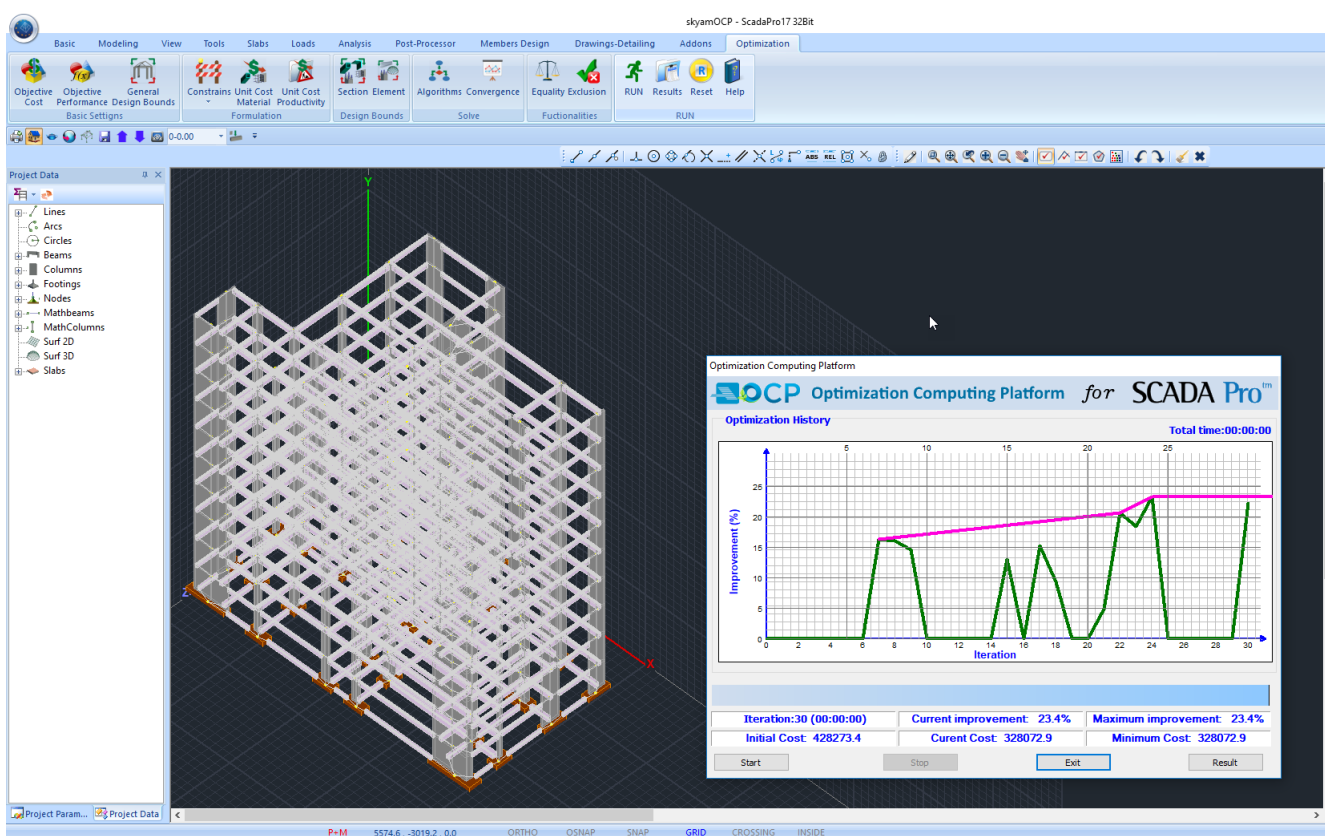 skyamOCP - ScadaPro17 32Bit
Basic Modeling View Tools Slabs Loads Analysis Post-Processor Members Design Drawings-Detailing Addons Optimization
Objective Cost Objective Performance General Design Bounds Constrains Unit Cost Material Unit Cost Productivity Section Element Algorithms Convergence Equality Exclusion RUN Results Reset Help
Basic Settigns Formulation Design Bounds Solve Fuctionalities RUN
0-0.00
ABS REL
Project Data
Lines
Arcs
Circles
Beams
Columns
Footings
Nodes
Mathbeams
MathColumns
Surf 2D
Surf 3D
Slabs
Y
Z
X
Optimization Computing Platform
OCP Optimization Computing Platform for SCADA Pro™
Optimization History
Total time:00:00:00
5 10 15 20 25
25
20
15
10
5
0
Improvement (%)
0 2 4 6 8 10 12 14 16 18 20 22 24 26 28 30
Iteration
Iteration:30 (00:00:00) Current improvement: 23.4% Maximum improvement: 23.4%
Initial Cost: 428273.4 Curent Cost: 328072.9 Minimum Cost: 328072.9
Start Stop Exit Result
Project Param... Project Data
P+M 5574.6 , -3019.2 , 0.0 ORTHO OSNAP SNAP GRID CROSSING INSIDE